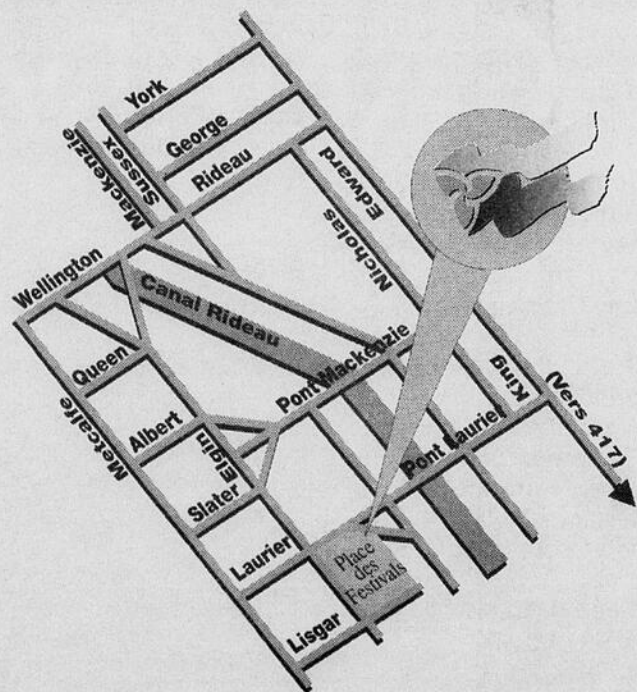 York
George
Rideau
Mackenzie
Sussex
Edward
Nicholas
Wellington
Canal Rideau
Queen
Pont Mackenzie
King
(Vers 417)
Albert
Metcalfe
Elgin
Pont Laurier
Slater
Laurier
Place
des
Festivals
Lisgar